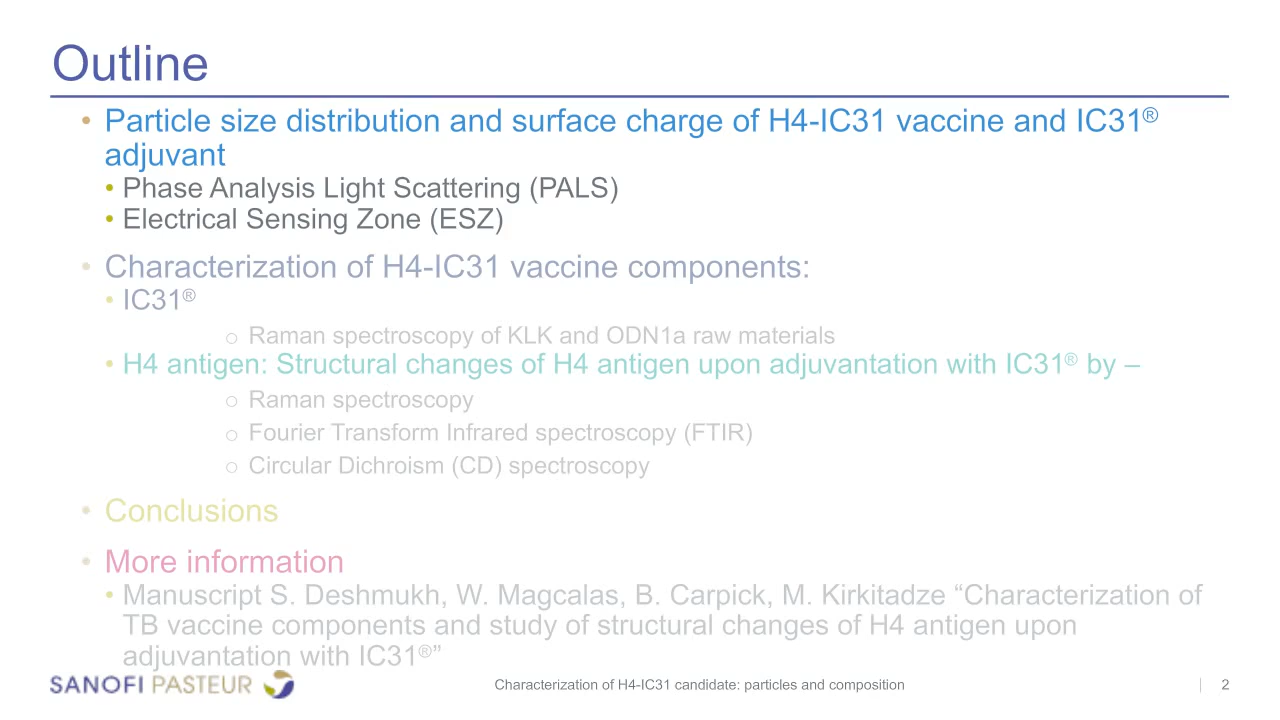 Outline
• Particle size distribution and surface charge of H4-IC31 vaccine and IC31®
adjuvant
• Phase Analysis Light Scattering (PALS)
• Electrical Sensing Zone (ESZ)
• Characterization of H4-IC31 vaccine components:
• IC31®
o Raman spectroscopy of KLK and ODN1a raw materials
• H4 antigen: Structural changes of H4 antigen upon adjuvantation with IC31® by –
o Raman spectroscopy
o Fourier Transform Infrared spectroscopy (FTIR)
o Circular Dichroism (CD) spectroscopy
• Conclusions
• More information
• Manuscript S. Deshmukh, W. Magcalas, B. Carpick, M. Kirkitadze “Characterization of
TB vaccine components and study of structural changes of H4 antigen upon
adjuvantation with IC31®”
SANOFI PASTEUR
Characterization of H4-IC31 candidate: particles and composition
2